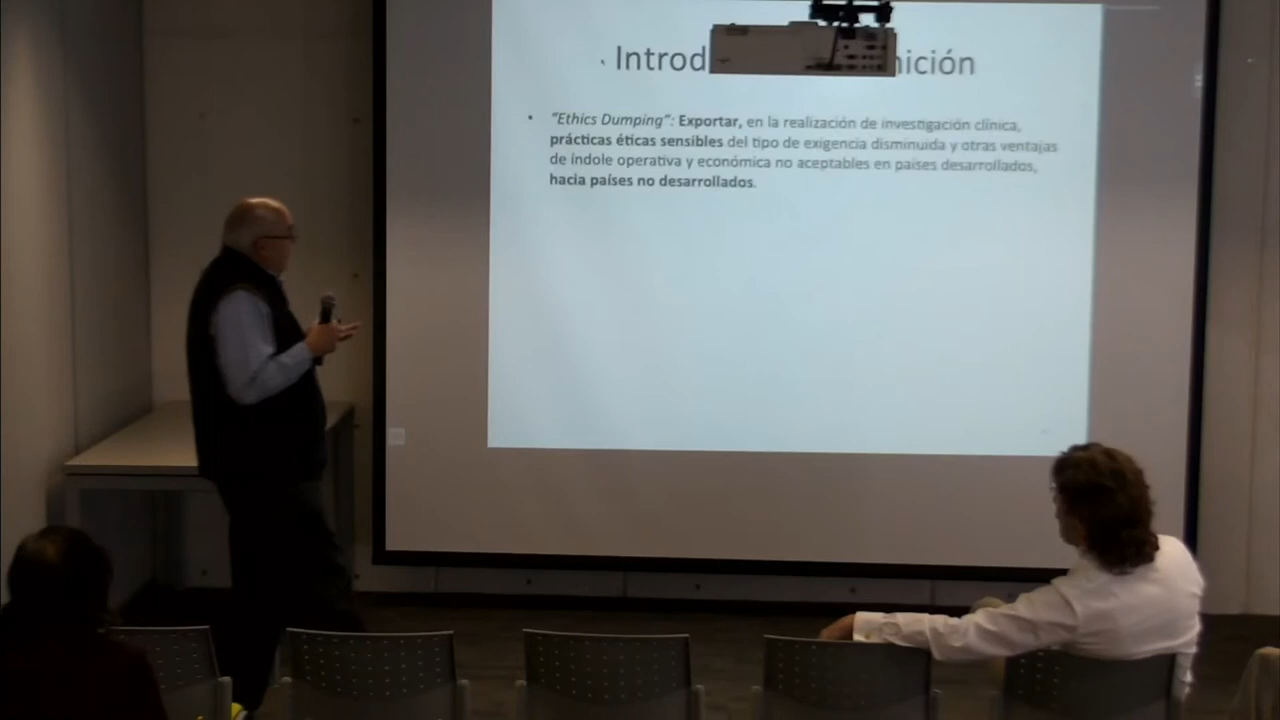 Introd nición
• "Ethics Dumping": Exportar, en la realización de investigación clínica,
prácticas éticas sensibles del tipo de exigencia disminuida y otras ventajas
de índole operativa y económica no aceptables en países desarrollados,
hacia países no desarrollados.